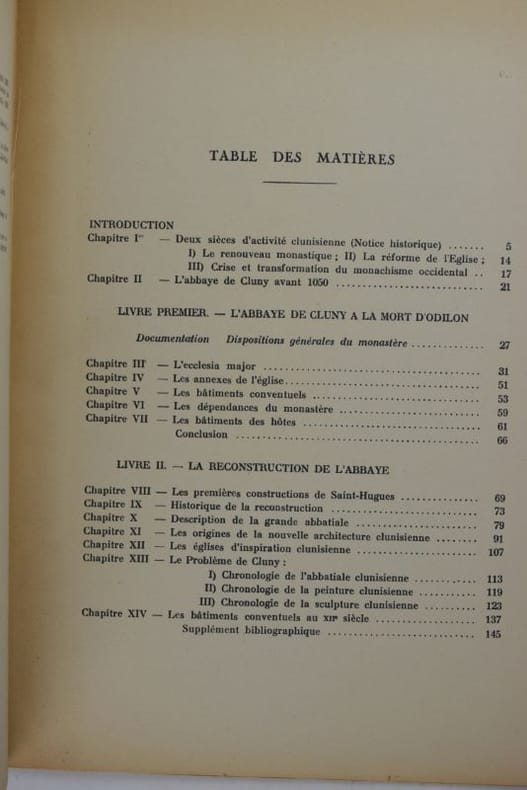 TABLE DES MATIÈRES
INTRODUCTION
Chapitre Ier — Deux sièces d'activité clunisienne (Notice historique) ....... 5
I) Le renouveau monastique ; II) La réforme de l'Eglise ; 14
III) Crise et transformation du monachisme occidental .. 17
Chapitre II — L'abbaye de Cluny avant 1050 ............................ 21
LIVRE PREMIER. — L'ABBAYE DE CLUNY A LA MORT D'ODILON
Documentation Dispositions générales du monastère .............. 27
Chapitre III — L'ecclesia major .......................................... 31
Chapitre IV — Les annexes de l'église...................................... 51
Chapitre V — Les bâtiments conventuels ................................ 53
Chapitre VI — Les dépendances du monastère ........................... 59
Chapitre VII — Les bâtiments des hôtes .................................. 61
Conclusion ............................................... 66
LIVRE II. — LA RECONSTRUCTION DE L'ABBAYE
Chapitre VIII — Les premières constructions de Saint-Hugues .............. 69
Chapitre IX — Historique de la reconstruction ............................ 73
Chapitre X — Description de la grande abbatiale ....................... 79
Chapitre XI — Les origines de la nouvelle architecture clunisienne ........ 91
Chapitre XII — Les églises d'inspiration clunisienne ....................... 107
Chapitre XIII — Le Problème de Cluny :
I) Chronologie de l'abbatiale clunisienne ............ 113
II) Chronologie de la peinture clunisienne ........... 119
III) Chronologie de la sculpture clunisienne .......... 123
Chapitre XIV — Les bâtiments conventuels au XIIe siècle ................... 137
Supplément bibliographique ............................ 145